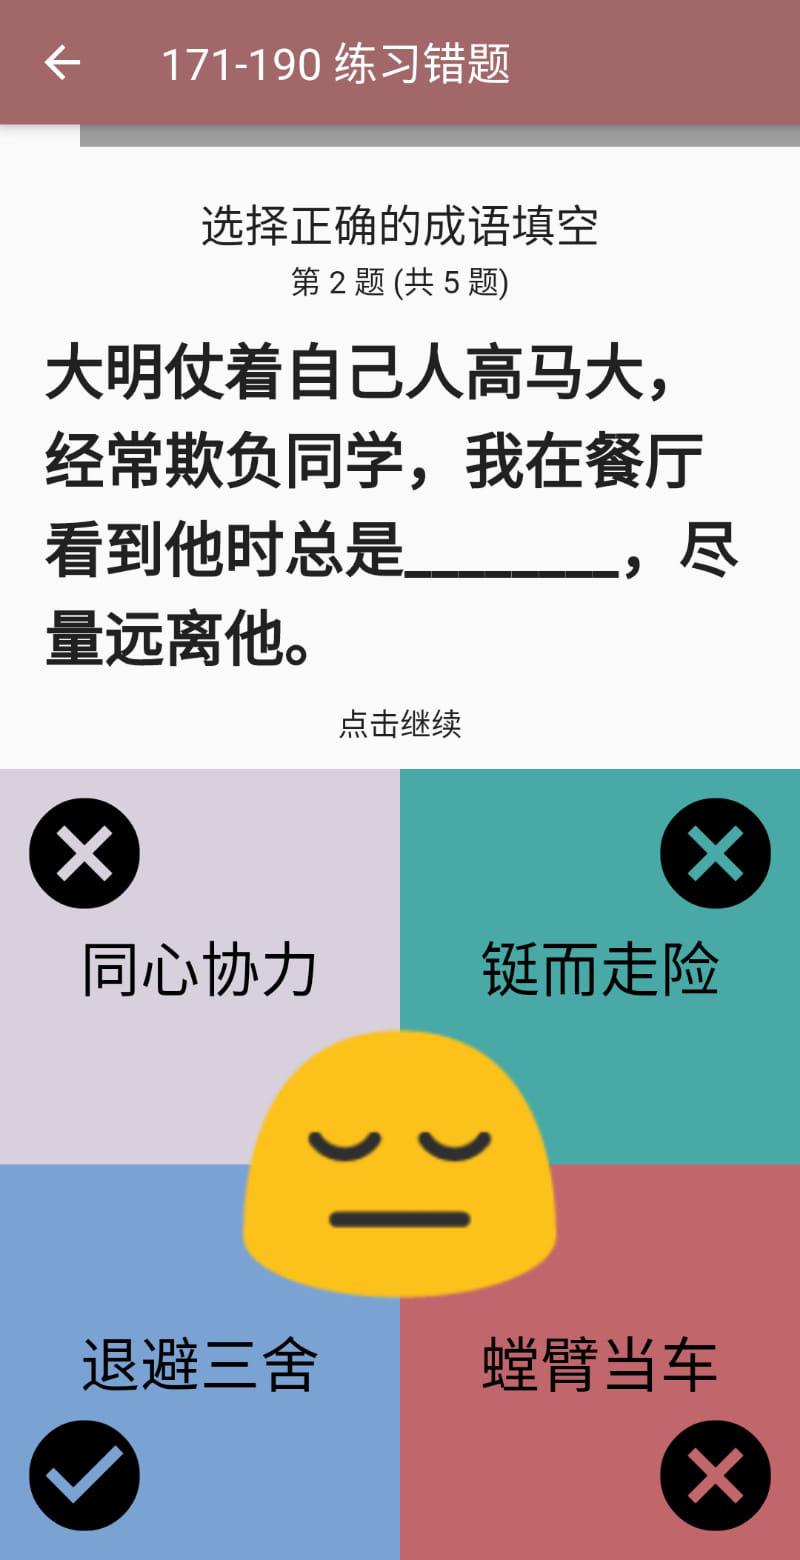 171-190 练习错题
选择正确的成语填空
第 2 题 (共 5 题)
大明仗着自己人高马大，
经常欺负同学，我在餐厅
看到他时总是________，尽
量远离他。
点击继续
同心协力
铤而走险
退避三舍
螳臂当车